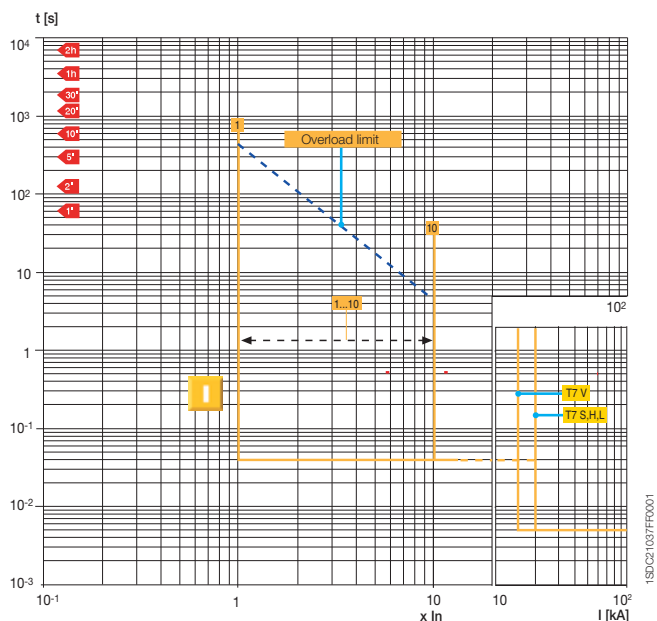 t [s]
10⁴
2h
1h
30'
20'
10³
1
10'
Overload limit
5'
2'
10²
1'
10
10
1...10
10²
1
I
T7 V
T7 S,H,L
10⁻¹
10⁻²
10⁻³
10⁻¹
1
10
10
10²
x In
I [kA]
1SDC21037FF0001